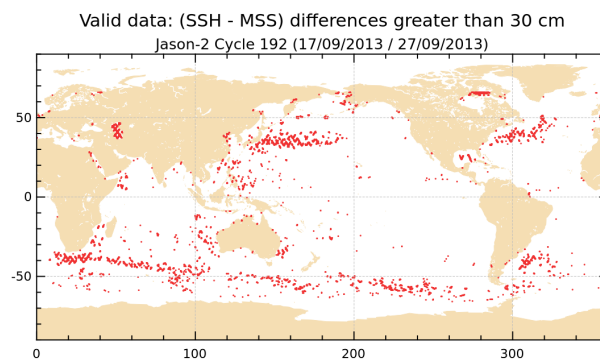 Valid data: (SSH - MSS) differences greater than 30 cm
Jason-2 Cycle 192 (17/09/2013 / 27/09/2013)
50
0
-50
0 100 200 300